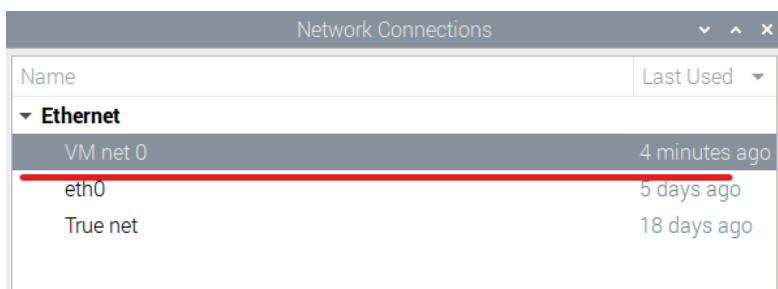 Network Connections
Name Last Used
Ethernet
VM net 0 4 minutes ago
eth0 5 days ago
True net 18 days ago